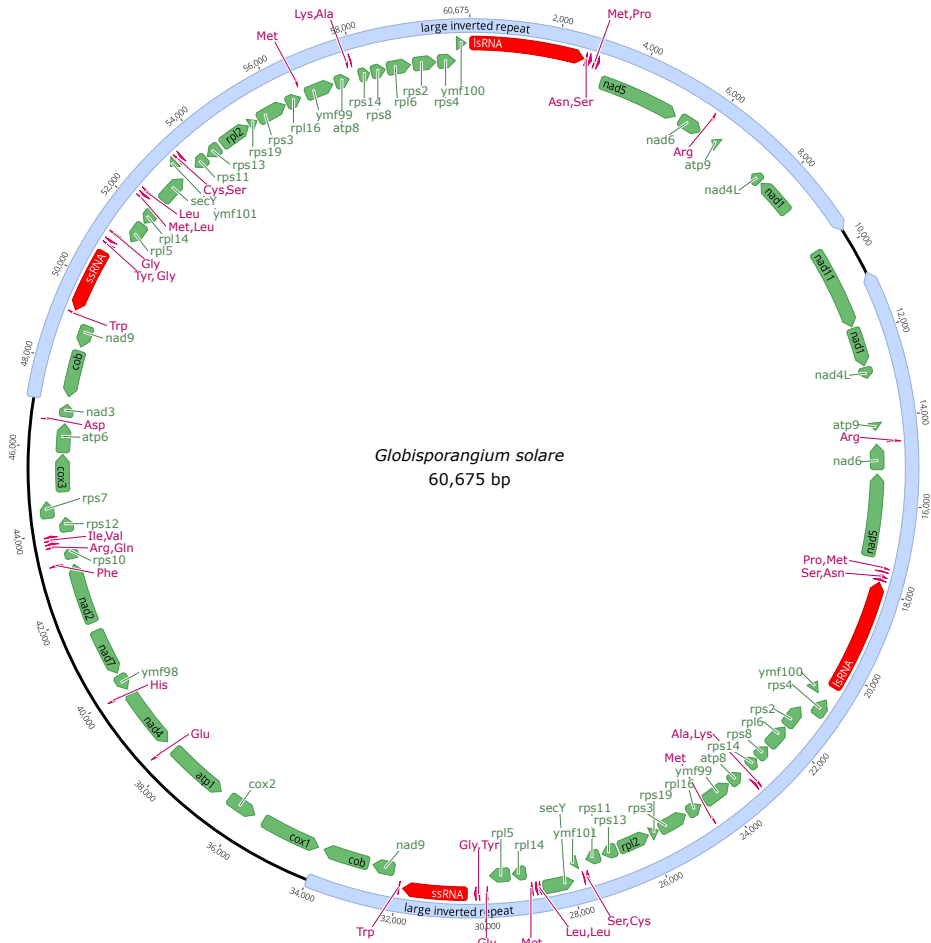 Globisporangium solare
60,675 bp
60,675
large inverted repeat
2,000
lsRNA
Met,Pro
Asn,Ser
4,000
nad5
nad6
Arg
6,000
atp9
nad4L
nad1
8,000
10,000
nad11
12,000
nad1
nad4L
14,000
atp9
Arg
nad6
16,000
nad5
Pro,Met
Ser,Asn
18,000
lsRNA
20,000
ymf100
rps4
rps2
rpl6
22,000
rps8
rps14
Ala,Lys
atp8
ymf99
Met
24,000
rpl16
rps3
rps19
rpl2
26,000
rps13
rps11
Ser,Cys
ymf101
secY
28,000
Leu,Leu
Met
rpl14
rpl5
Gly,Tyr
Gly
30,000
large inverted repeat
ssRNA
Trp
32,000
nad9
cob
34,000
cox1
36,000
cox2
atp1
38,000
Glu
nad4
His
40,000
ymf98
nad7
42,000
nad2
Phe
rps10
Arg,Gln
Ile,Val
44,000
rps12
rps7
cox3
46,000
atp6
Asp
nad3
48,000
cob
nad9
Trp
ssRNA
50,000
Tyr,Gly
Gly
rpl5
rpl14
52,000
Met,Leu
Leu
secY
ymf101
Cys,Ser
54,000
rps11
rps13
rpl2
rps19
rps3
56,000
rpl16
Met
ymf99
atp8
58,000
Lys,Ala
rps14
rps8
rpl6
rps2
rps4
ymf100